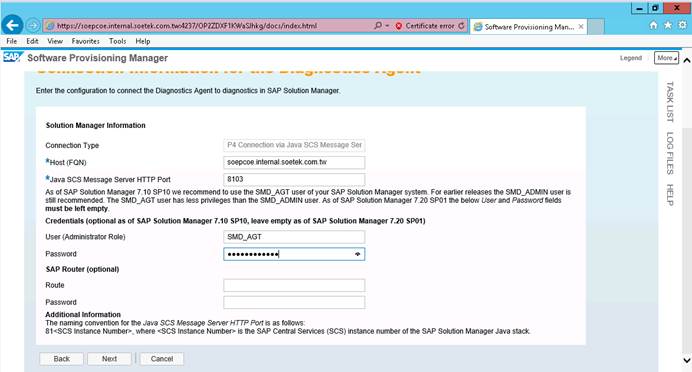 https://soepcoe.internal.soetek.com.tw:4237/OP2ZDXF1KWaSJhkg/docs/index.html
Certificate error
Software Provisioning Man...
File Edit View Favorites Tools Help
SAP Software Provisioning Manager
Legend
More
Connection Information for the Diagnostics Agent
Enter the configuration to connect the Diagnostics Agent to diagnostics in SAP Solution Manager.
Solution Manager Information
Connection Type P4 Connection via Java SCS Message Ser
*Host (FQN) soepcoe.internal.soetek.com.tw
*Java SCS Message Server HTTP Port 8103
As of SAP Solution Manager 7.10 SP10 we recommend to use the SMD_AGT user of your SAP Solution Manager system. For earlier releases the SMD_ADMIN user is
still recommended. The SMD_AGT user has less privileges than the SMD_ADMIN user. As of SAP Solution Manager 7.20 SP01 the below User and Password fields
must be left empty.
Credentials (optional as of SAP Solution Manager 7.10 SP10, leave empty as of SAP Solution Manager 7.20 SP01)
User (Administrator Role) SMD_AGT
Password ••••••••••••
SAP Router (optional)
Route
Password
Additional Information
The naming convention for the Java SCS Message Server HTTP Port is as follows:
81<SCS Instance Number>, where <SCS Instance Number> is the SAP Central Services (SCS) instance number of the SAP Solution Manager Java stack.
Back Next Cancel
TASK LIST
LOG FILES
HELP